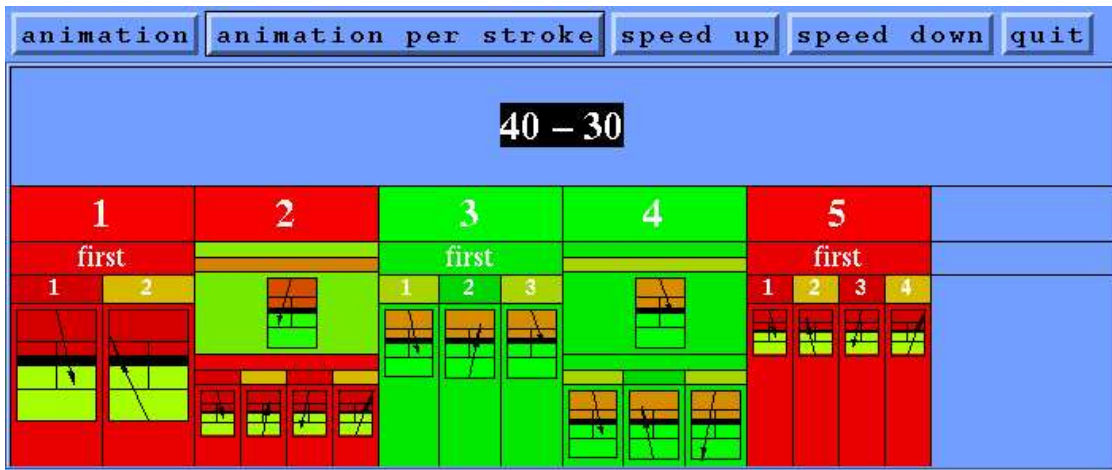 animation animation per stroke speed up speed down quit
40 – 30
1 2 3 4 5
first first first
1 2 1 2 3 1 2 3 4